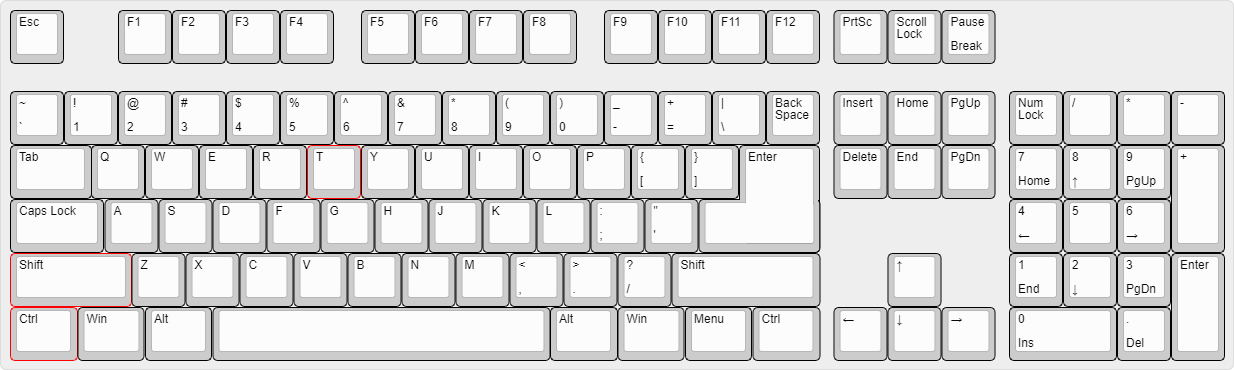 Esc F1 F2 F3 F4 F5 F6 F7 F8 F9 F10 F11 F12 PrtSc Scroll Pause
Lock Break
~ ! @ # $ % ^ & * ( ) _ + | Back Insert Home PgUp Num / * -
Space Lock
` 1 2 3 4 5 6 7 8 9 0 - = \
Tab Q W E R T Y U I O P { } Enter Delete End PgDn 7 8 9 +
[ ] Home ↑ PgUp
Caps Lock A S D F G H J K L : " 4 5 6
; ' ← →
Shift Z X C V B N M < > ? Shift ↑ 1 2 3 Enter
, . / End ↓ PgDn
Ctrl Win Alt Alt Win Menu Ctrl ← ↓ → 0 .
Ins Del